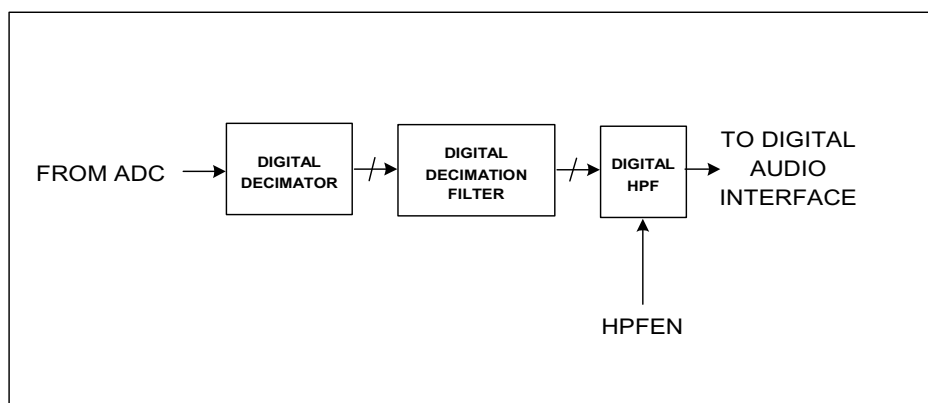 FROM ADC
DIGITAL
DECIMATOR
DIGITAL
DECIMATION
FILTER
DIGITAL
HPF
TO DIGITAL
AUDIO
INTERFACE
HPFEN